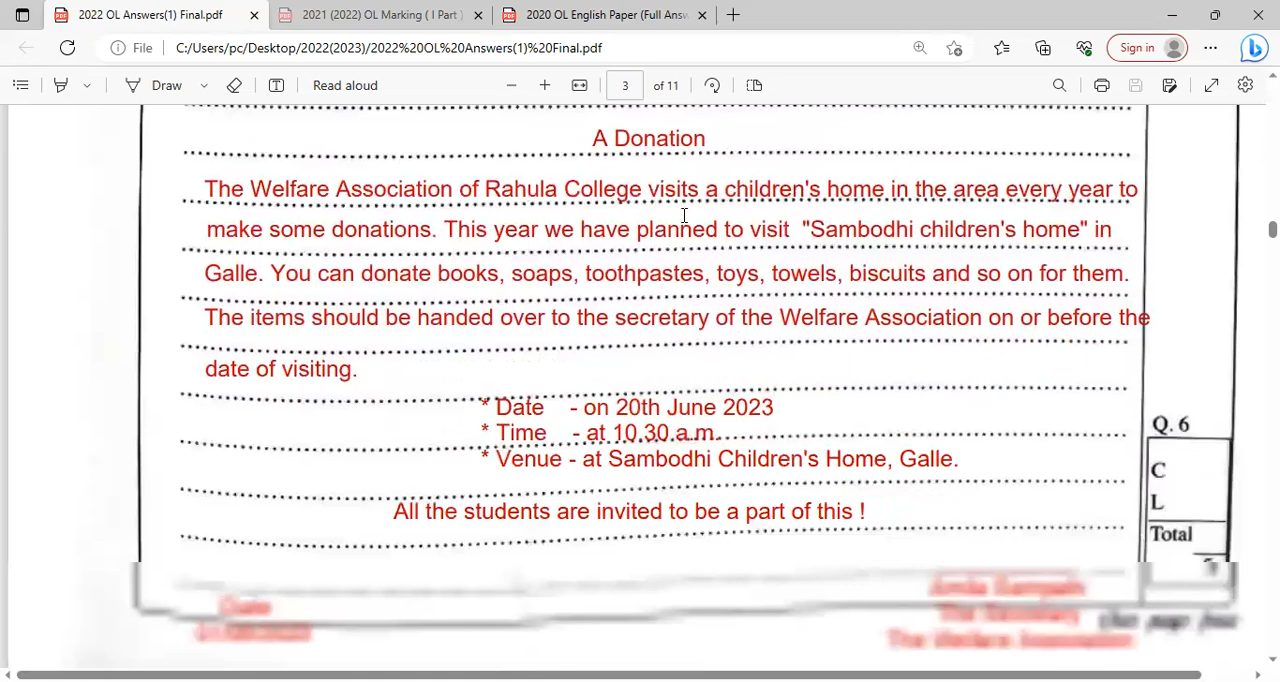 2022 OL Answers(1) Final.pdf
2021 (2022) OL Marking ( I Part )
2020 OL English Paper (Full Answ
File C:/Users/pc/Desktop/2022(2023)/2022%20OL%20Answers(1)%20Final.pdf Sign in
Draw Read aloud 3 of 11
A Donation
The Welfare Association of Rahula College visits a children's home in the area every year to
make some donations. This year we have planned to visit "Sambodhi children's home" in
Galle. You can donate books, soaps, toothpastes, toys, towels, biscuits and so on for them.
The items should be handed over to the secretary of the Welfare Association on or before the
date of visiting.
* Date - on 20th June 2023
* Time - at 10.30.a.m.
* Venue - at Sambodhi Children's Home, Galle.
All the students are invited to be a part of this !
Q. 6
C
L
Total
Date
The Secretary
The Welfare Association